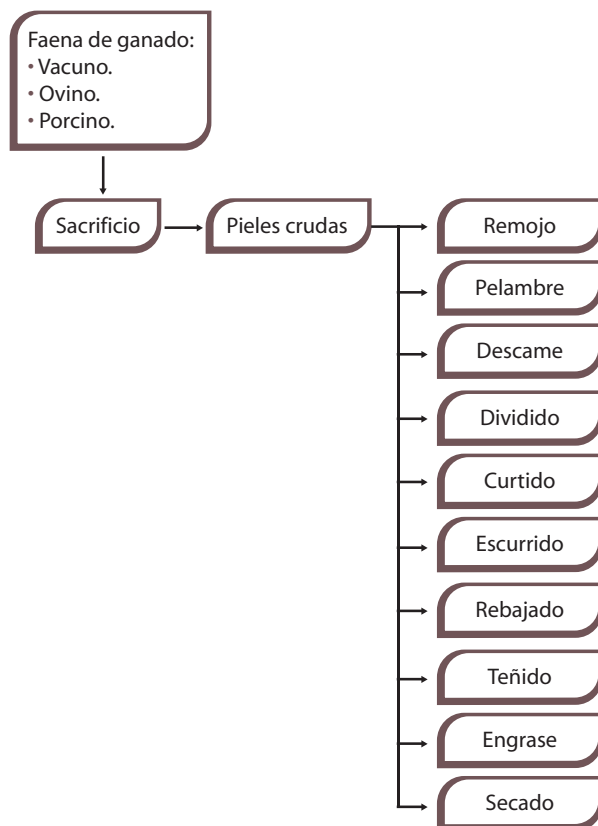 Faena de ganado:
• Vacuno.
• Ovino.
• Porcino.
Sacrificio
Pieles crudas
Remojo
Pelambre
Descame
Dividido
Curtido
Escurrido
Rebajado
Teñido
Engrase
Secado